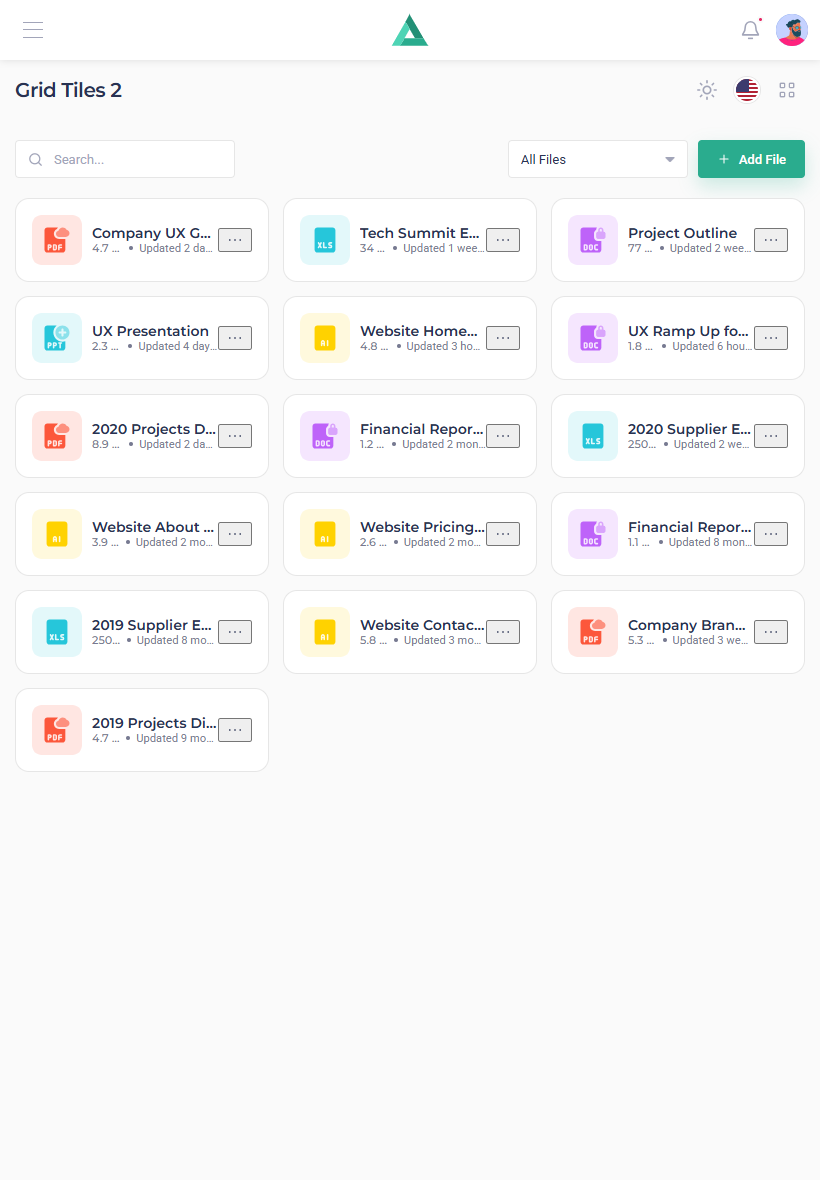 Grid Tiles 2
Search...
All Files
Add File
PDF
Company UX G...
4.7 ... • Updated 2 da...
XLS
Tech Summit E...
34 ... • Updated 1 wee...
DOC
Project Outline
77 ... • Updated 2 wee...
PPT
UX Presentation
2.3 ... • Updated 4 day...
AI
Website Home...
4.8 ... • Updated 3 ho...
DOC
UX Ramp Up fo...
1.8 ... • Updated 6 hou...
PDF
2020 Projects D...
8.9 ... • Updated 2 da...
DOC
Financial Repor...
1.2 ... • Updated 2 mon...
XLS
2020 Supplier E...
250... • Updated 2 we...
AI
Website About ...
3.9 ... • Updated 2 mo...
AI
Website Pricing...
2.6 ... • Updated 2 mo...
DOC
Financial Repor...
1.1 ... • Updated 8 mon...
XLS
2019 Supplier E...
250... • Updated 8 mo...
AI
Website Contac...
5.8 ... • Updated 3 mo...
PDF
Company Bran...
5.3 ... • Updated 3 we...
PDF
2019 Projects Di...
4.7 ... • Updated 9 mo...